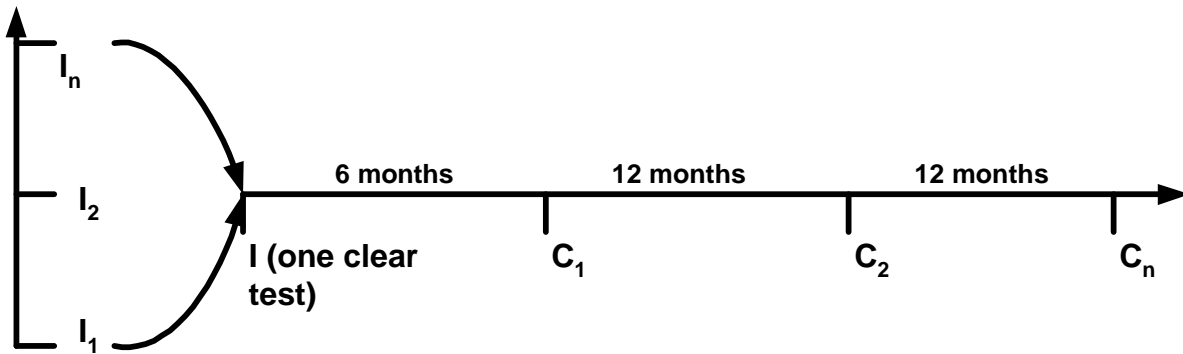 Iₙ
6 months
12 months
12 months
I₂
I (one clear
test)
C₁
C₂
Cₙ
I₁